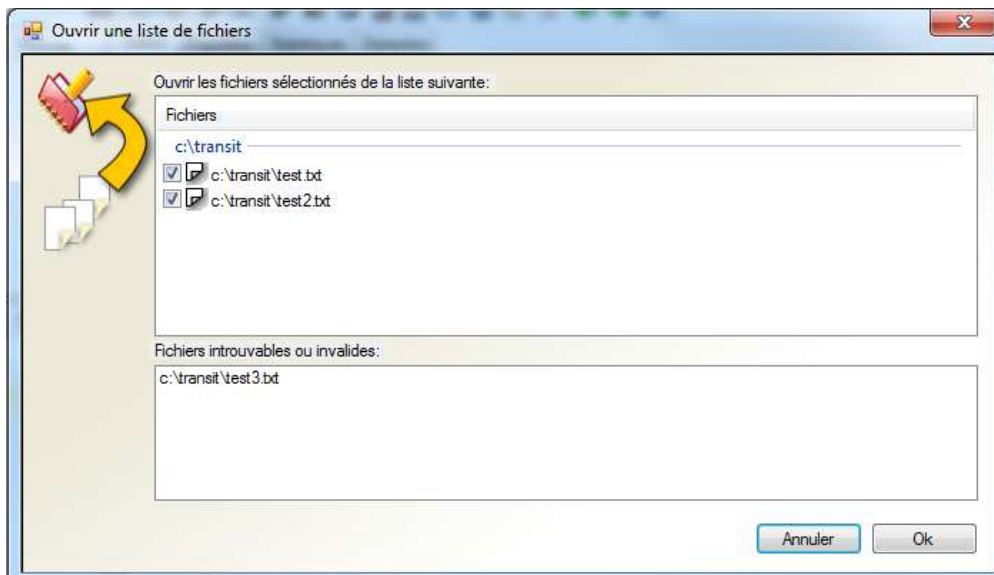 Ouvrir une liste de fichiers
Ouvrir les fichiers sélectionnés de la liste suivante:
Fichiers
c:\transit
c:\transit\test.txt
c:\transit\test2.txt
Fichiers introuvables ou invalides:
c:\transit\test3.txt
Annuler
Ok